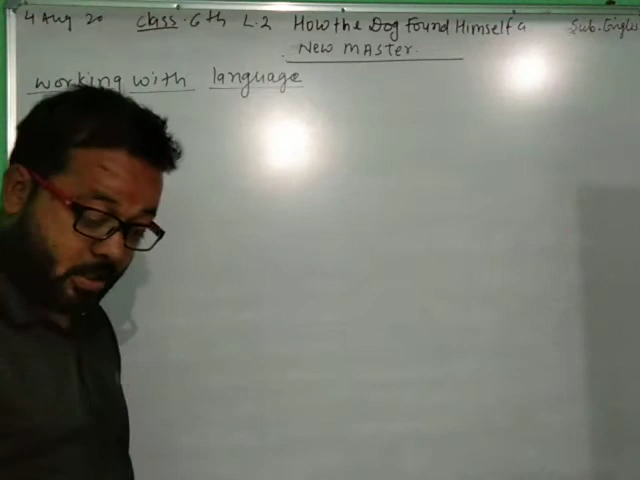 4 Aug 20 Class. 6th L.2 How the Dog Found Himself a Sub. Englis
New Master.
working with language